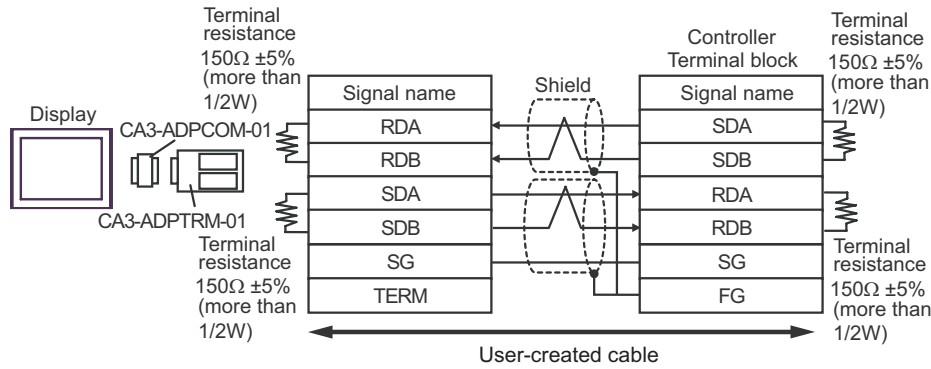 Terminal
resistance
150Ω ±5%
(more than
1/2W)
Display
CA3-ADPCOM-01
CA3-ADPTRM-01
Terminal
resistance
150Ω ±5%
(more than
1/2W)
Signal name
RDA
RDB
SDA
SDB
SG
TERM
Shield
Controller
Terminal block
Signal name
SDA
SDB
RDA
RDB
SG
FG
Terminal
resistance
150Ω ±5%
(more than
1/2W)
Terminal
resistance
150Ω ±5%
(more than
1/2W)
User-created cable